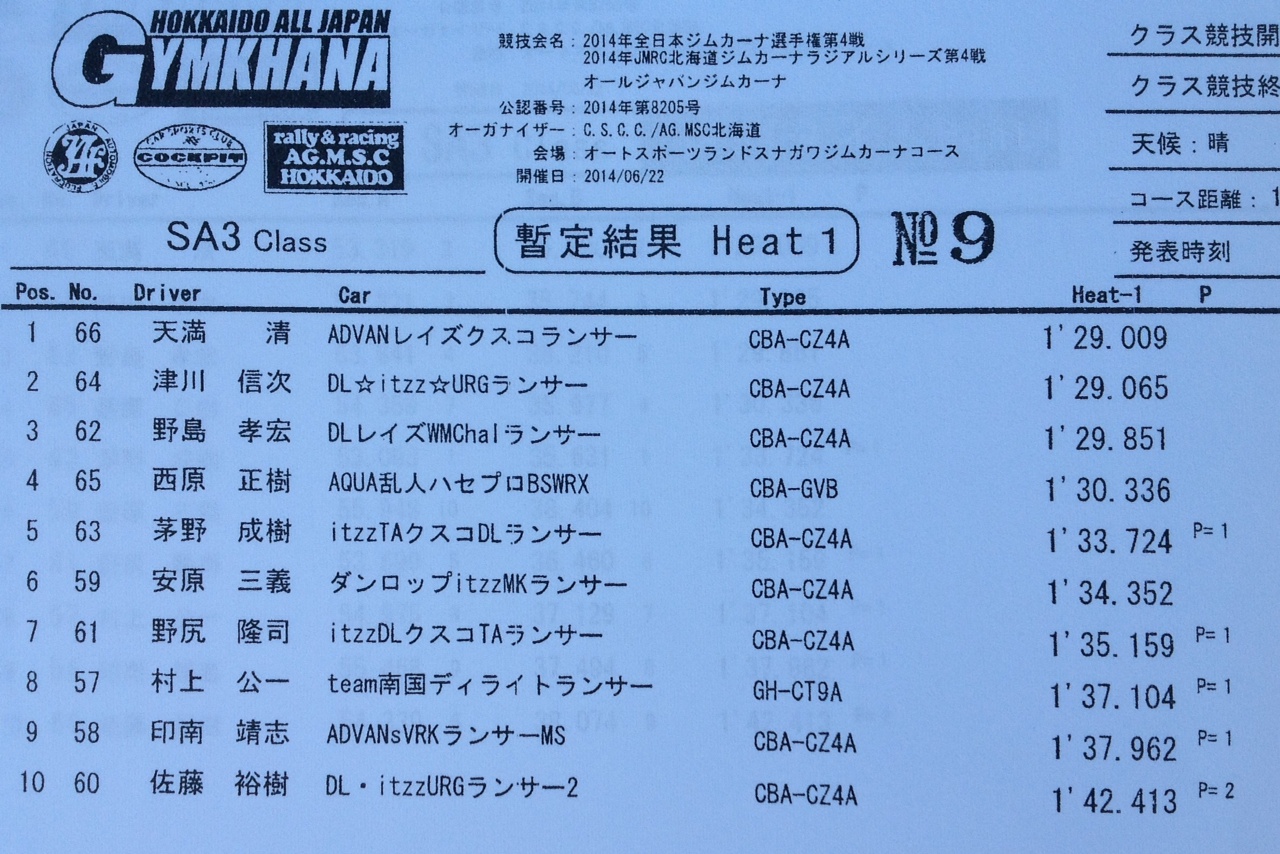 HOKKAIDO ALL JAPAN
GYMKHANA
競技会名：2014年全日本ジムカーナ選手権第4戦
2014年JMRC北海道ジムカーナラジアルシリーズ第4戦
オールジャパンジムカーナ
公認番号：2014年第8205号
オーガナイザー：C.S.C.C./AG.MSC北海道
会場：オートスポーツランドスナガワジムカーナコース
開催日：2014/06/22
クラス競技開
クラス競技終
天候：晴
コース距離：1
発表時刻
JAF
JAPAN AUTOMOBILE FEDERATION
CAR SPORTS CLUB
COCKPIT
rally & racing
AG.M.S.C
HOKKAIDO
SA3 Class 暫定結果 Heat1 №9
Pos. No. Driver Car Type Heat-1 P
1 66 天満 清 ADVANレイズクスコランサー CBA-CZ4A 1'29.009
2 64 津川 信次 DL☆itzz☆URGランサー CBA-CZ4A 1'29.065
3 62 野島 孝宏 DLレイズWMChalランサー CBA-CZ4A 1'29.851
4 65 西原 正樹 AQUA乱人ハセプロBSWRX CBA-GVB 1'30.336
5 63 茅野 成樹 itzzTAクスコDLランサー CBA-CZ4A 1'33.724 P=1
6 59 安原 三義 ダンロップitzzMKランサー CBA-CZ4A 1'34.352
7 61 野尻 隆司 itzzDLクスコTAランサー CBA-CZ4A 1'35.159 P=1
8 57 村上 公一 team南国ディライトランサー GH-CT9A 1'37.104 P=1
9 58 印南 靖志 ADVANsVRKランサーMS CBA-CZ4A 1'37.962 P=1
10 60 佐藤 裕樹 DL・itzzURGランサー2 CBA-CZ4A 1'42.413 P=2